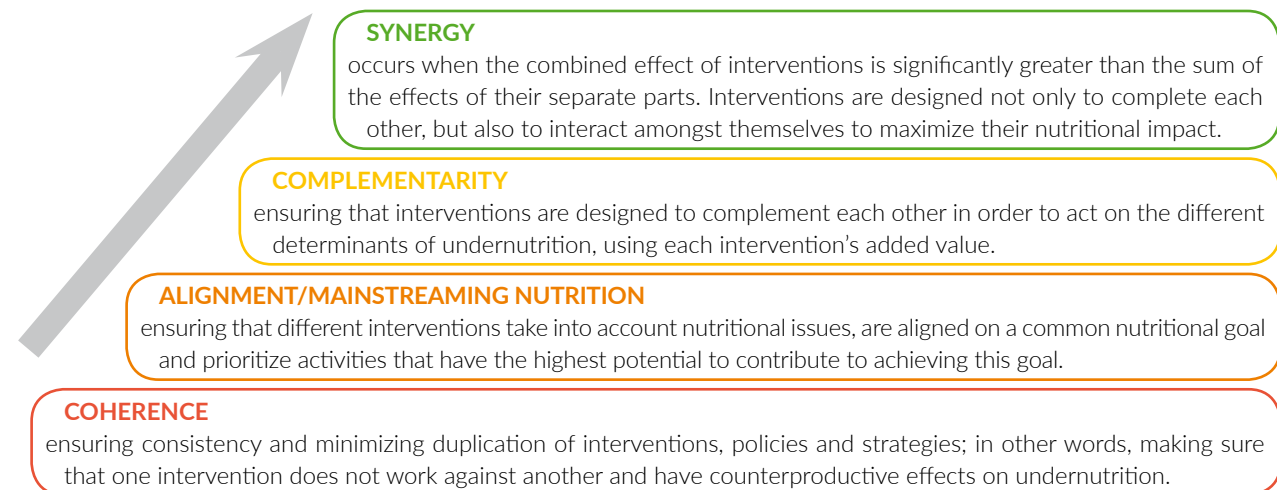 SYNERGY
occurs when the combined effect of interventions is significantly greater than the sum of
the effects of their separate parts. Interventions are designed not only to complete each
other, but also to interact amongst themselves to maximize their nutritional impact.
COMPLEMENTARITY
ensuring that interventions are designed to complement each other in order to act on the different
determinants of undernutrition, using each intervention’s added value.
ALIGNMENT/MAINSTREAMING NUTRITION
ensuring that different interventions take into account nutritional issues, are aligned on a common nutritional goal
and prioritize activities that have the highest potential to contribute to achieving this goal.
COHERENCE
ensuring consistency and minimizing duplication of interventions, policies and strategies; in other words, making sure
that one intervention does not work against another and have counterproductive effects on undernutrition.